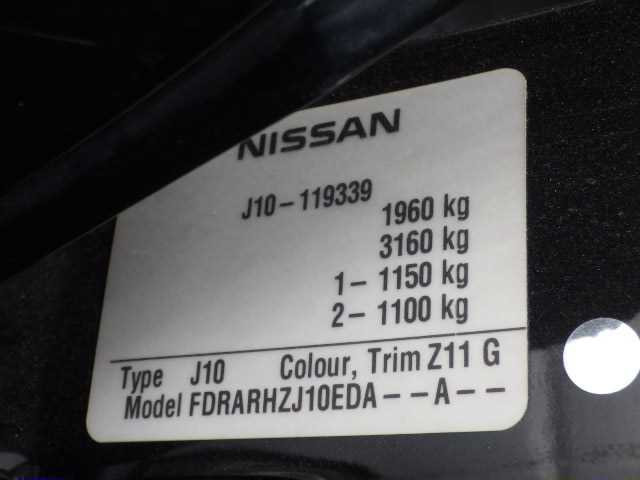 NISSAN
J10-119339
1960 kg
3160 kg
1- 1150 kg
2- 1100 kg
Type J10 Colour, Trim Z11 G
Model FDRARHZJ10EDA--A--